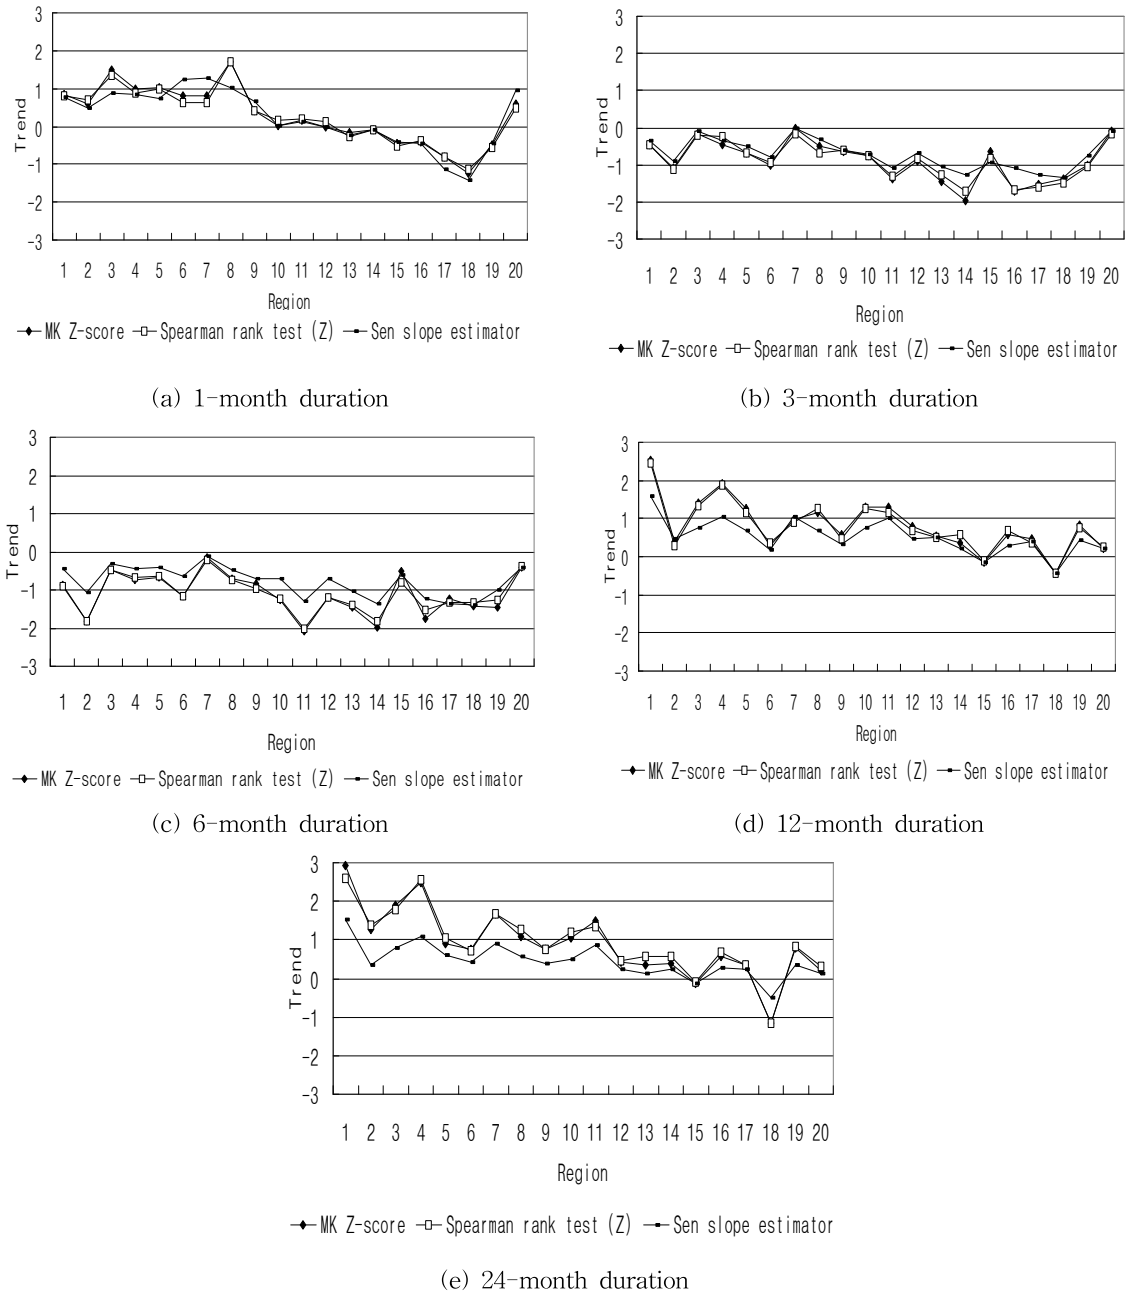 3
2
1
0
-1
-2
-3
Trend
1 2 3 4 5 6 7 8 9 10 11 12 13 14 15 16 17 18 19 20
Region
MK Z-score Spearman rank test (Z) Sen slope estimator
(a) 1-month duration
3
2
1
0
-1
-2
-3
Trend
1 2 3 4 5 6 7 8 9 10 11 12 13 14 15 16 17 18 19 20
Region
MK Z-score Spearman rank test (Z) Sen slope estimator
(b) 3-month duration
3
2
1
0
-1
-2
-3
Trend
1 2 3 4 5 6 7 8 9 10 11 12 13 14 15 16 17 18 19 20
Region
MK Z-score Spearman rank test (Z) Sen slope estimator
(c) 6-month duration
3
2
1
0
-1
-2
-3
Trend
1 2 3 4 5 6 7 8 9 10 11 12 13 14 15 16 17 18 19 20
Region
MK Z-score Spearman rank test (Z) Sen slope estimator
(d) 12-month duration
3
2
1
0
-1
-2
-3
Trend
1 2 3 4 5 6 7 8 9 10 11 12 13 14 15 16 17 18 19 20
Region
MK Z-score Spearman rank test (Z) Sen slope estimator
(e) 24-month duration